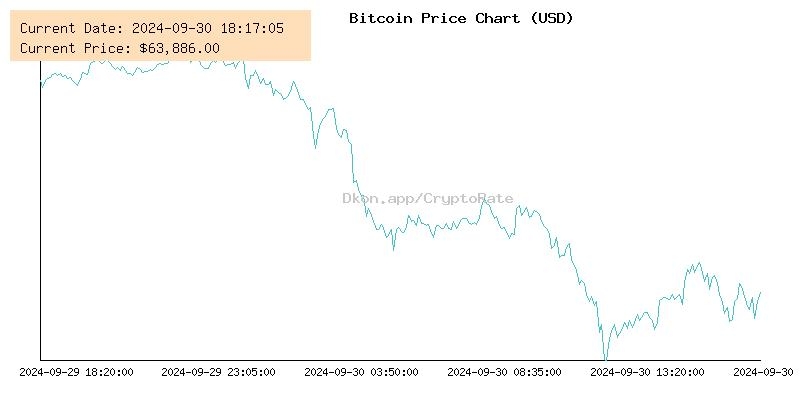 Bitcoin Price Chart (USD)
Current Date: 2024-09-30 18:17:05
Current Price: $63,886.00
Dkon.app/CryptoRate
2024-09-29 18:20:00 2024-09-29 23:05:00 2024-09-30 03:50:00 2024-09-30 08:35:00 2024-09-30 13:20:00 2024-09-30